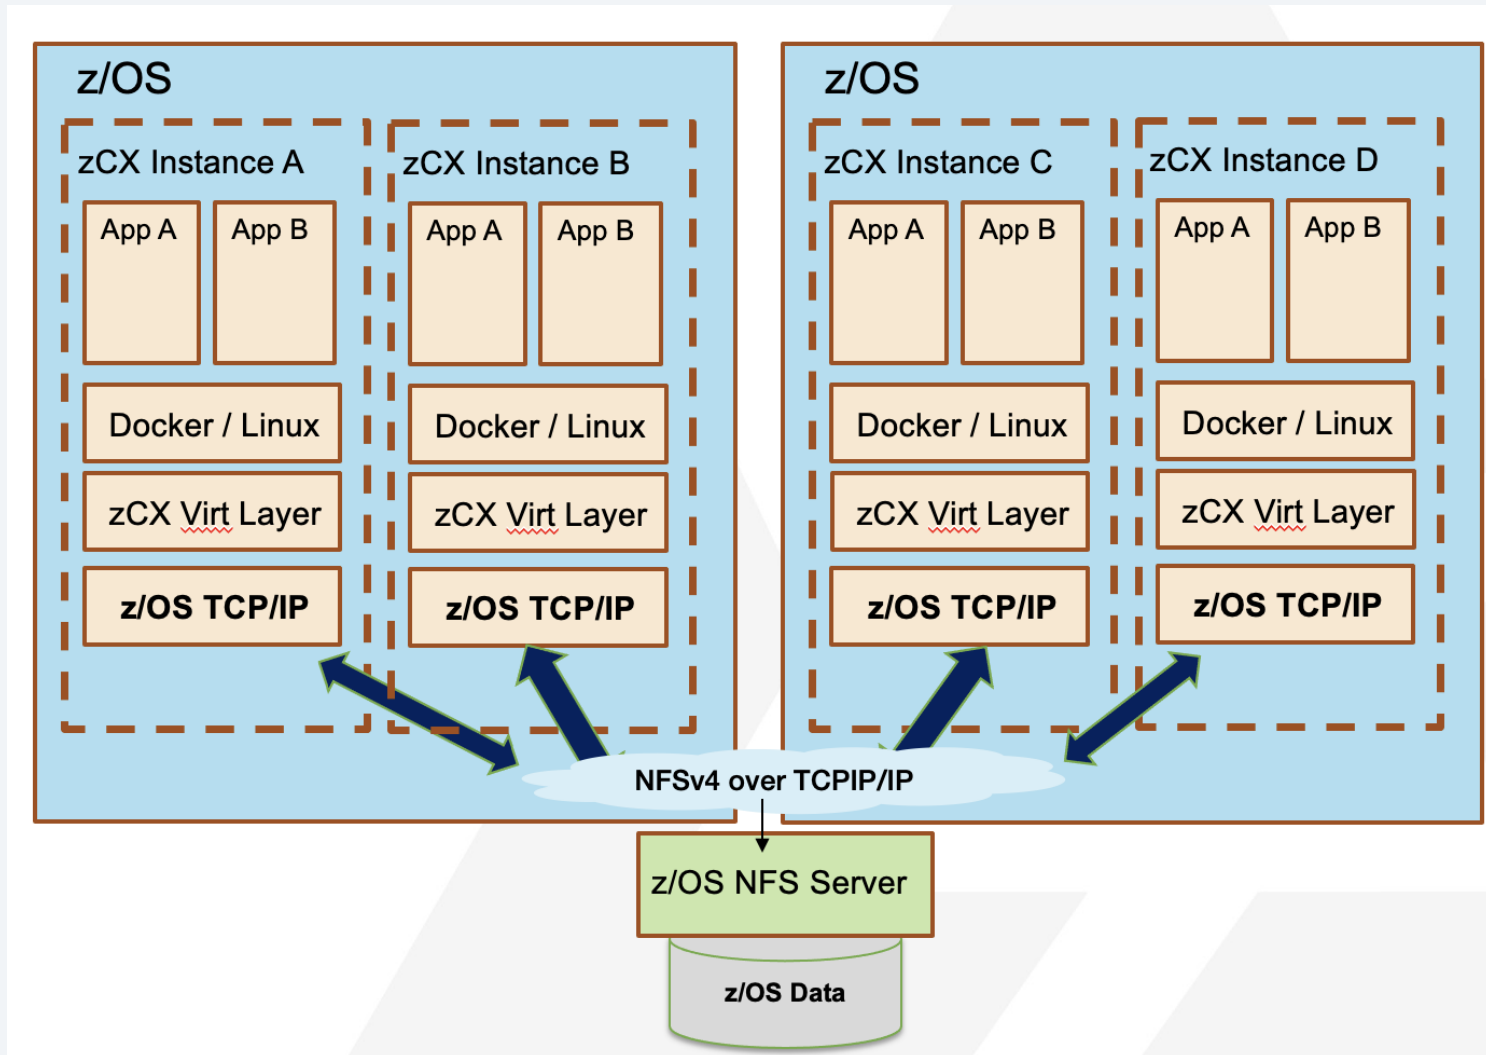 z/OS
zCX Instance A
App A
App B
Docker / Linux
zCX Virt Layer
z/OS TCP/IP
zCX Instance B
App A
App B
Docker / Linux
zCX Virt Layer
z/OS TCP/IP
z/OS
zCX Instance C
App A
App B
Docker / Linux
zCX Virt Layer
z/OS TCP/IP
zCX Instance D
App A
App B
Docker / Linux
zCX Virt Layer
z/OS TCP/IP
NFSv4 over TCPIP/IP
z/OS NFS Server
z/OS Data